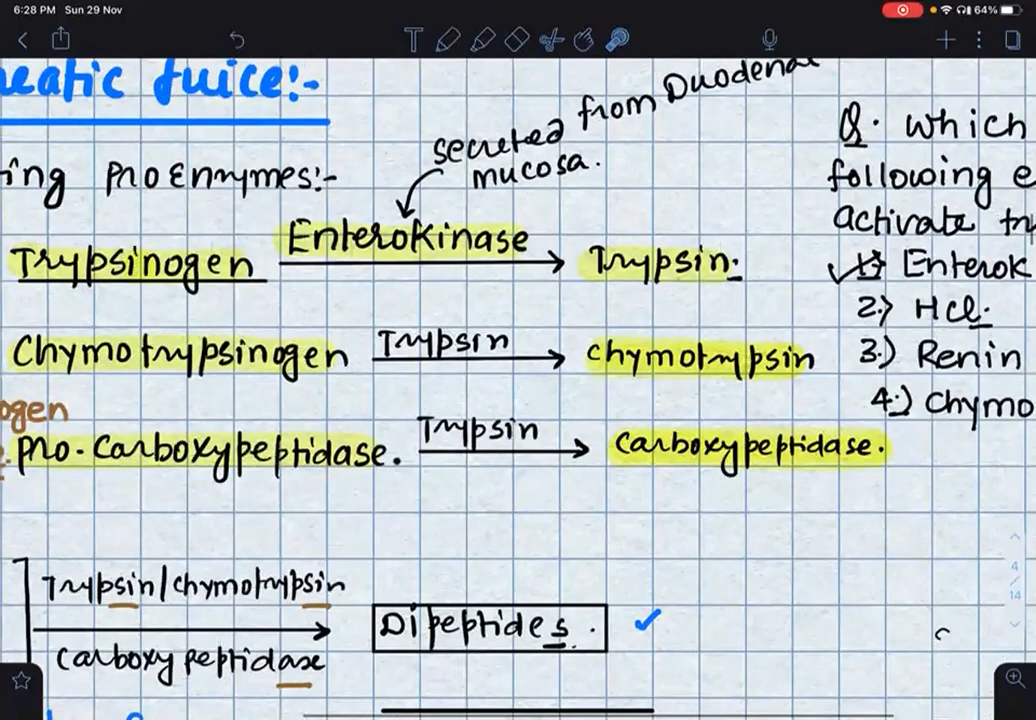 6:28 PM Sun 29 Nov
64%
eatic Juice:-
secreted from Duodenal
mucosa.
ing ProEnzymes:-
Trypsinogen Enterokinase Trypsin.
Chymotrypsinogen Trypsin chymotrypsin
ogen
Pro-Carboxypeptidase. Trypsin carboxypeptidase.
Q. which
following e
activate tr
1) Enterok
2.) HCl.
3.) Renin
4.) Chymo
Trypsin/chymotrypsin
Carboxy peptidase
Dipeptides.
4
/
14